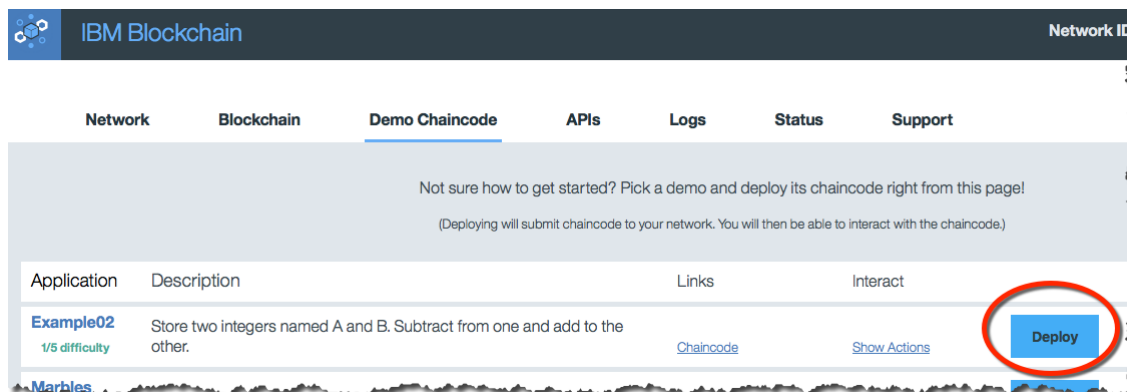 IBM Blockchain
Network ID
Network Blockchain Demo Chaincode APIs Logs Status Support
Not sure how to get started? Pick a demo and deploy its chaincode right from this page!
(Deploying will submit chaincode to your network. You will then be able to interact with the chaincode.)
Application Description Links Interact
Example02
Store two integers named A and B. Subtract from one and add to the
1/5 difficulty
other.
Chaincode
Show Actions
Deploy
Marbles